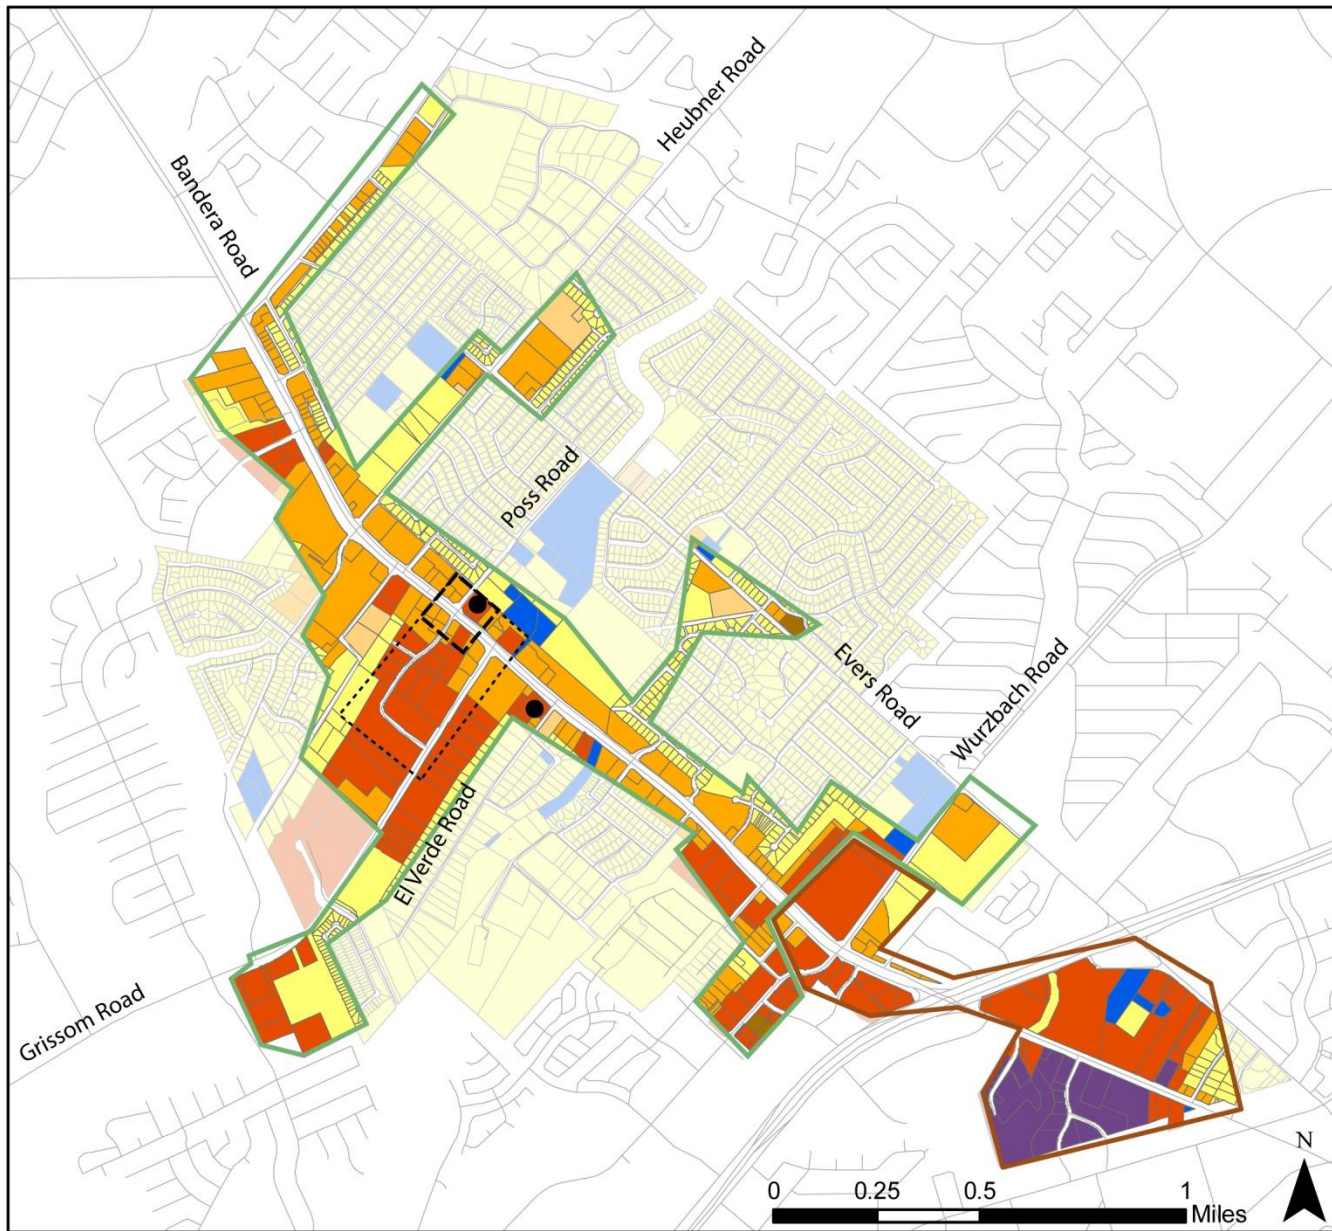 Heubner Road
Bandera Road
Poss Road
Evers Road
Wurzbach Road
El Verde Road
Grissom Road
N
0 0.25 0.5 1
Miles